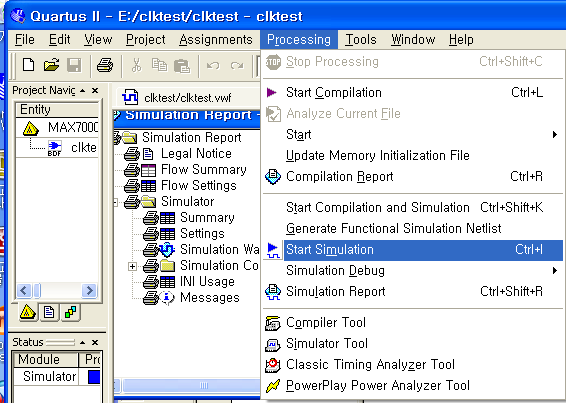 Quartus II - E:/clktest/clktest - clktest
File Edit View Project Assignments Processing Tools Window Help
Project Navig
Entity
MAX7000
BDF clkte
Status
Module Pro
Simulator
clktest/clktest.vwf
Simulation Report -
Simulation Report
Legal Notice
Flow Summary
Flow Settings
Simulator
Summary
Settings
Simulation Wa
Simulation Co
INI Usage
Messages
STOP Stop Processing Ctrl+Shift+C
Start Compilation Ctrl+L
Analyze Current File
Start
Update Memory Initialization File
Compilation Report Ctrl+R
Start Compilation and Simulation Ctrl+Shift+K
Generate Functional Simulation Netlist
Start Simulation Ctrl+I
Simulation Debug
Simulation Report Ctrl+Shift+R
Compiler Tool
Simulator Tool
Classic Timing Analyzer Tool
PowerPlay Power Analyzer Tool